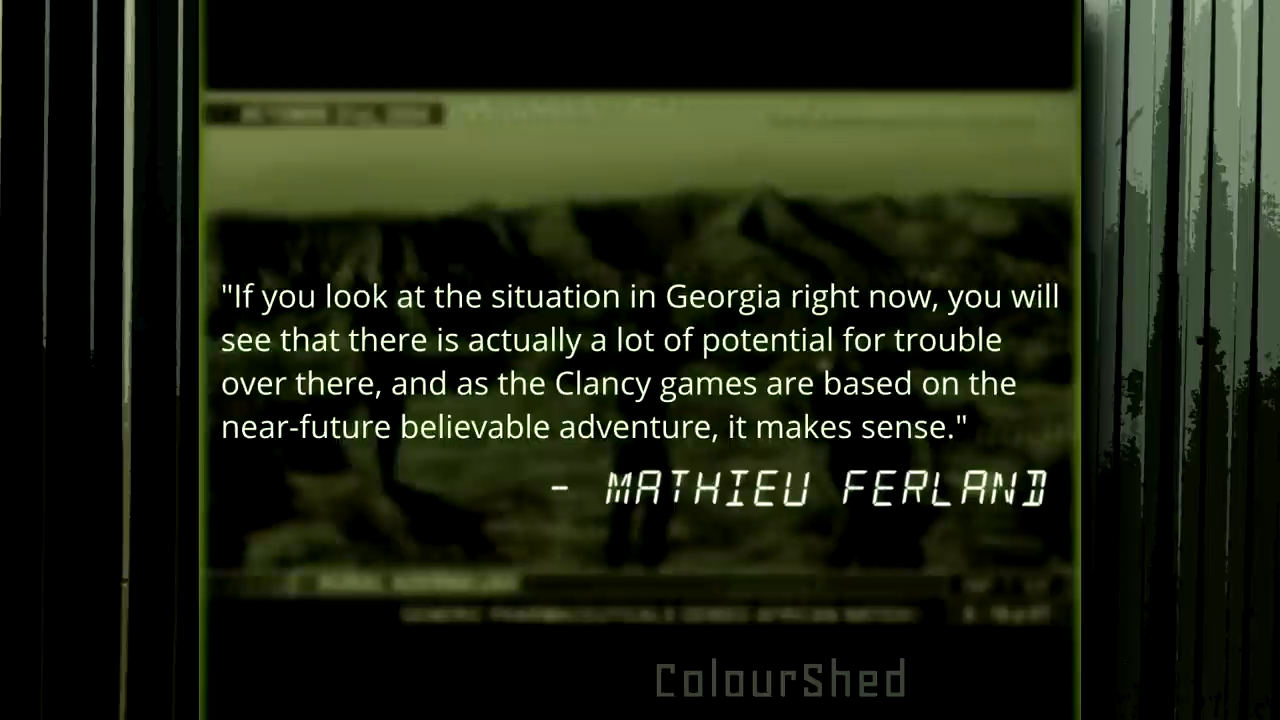 "If you look at the situation in Georgia right now, you will
see that there is actually a lot of potential for trouble
over there, and as the Clancy games are based on the
near-future believable adventure, it makes sense."
- MATHIEU FERLAND
ColourShed